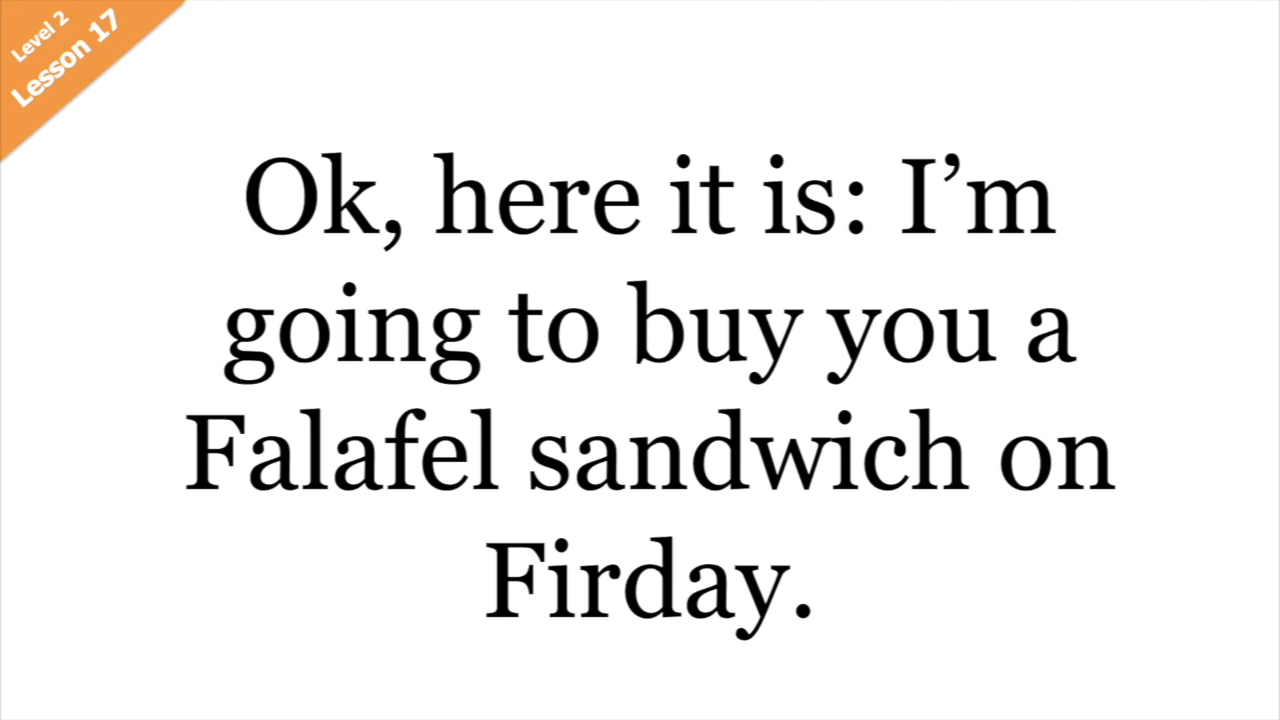 Level 2
Lesson 17
Ok, here it is: I’m
going to buy you a
Falafel sandwich on
Firday.